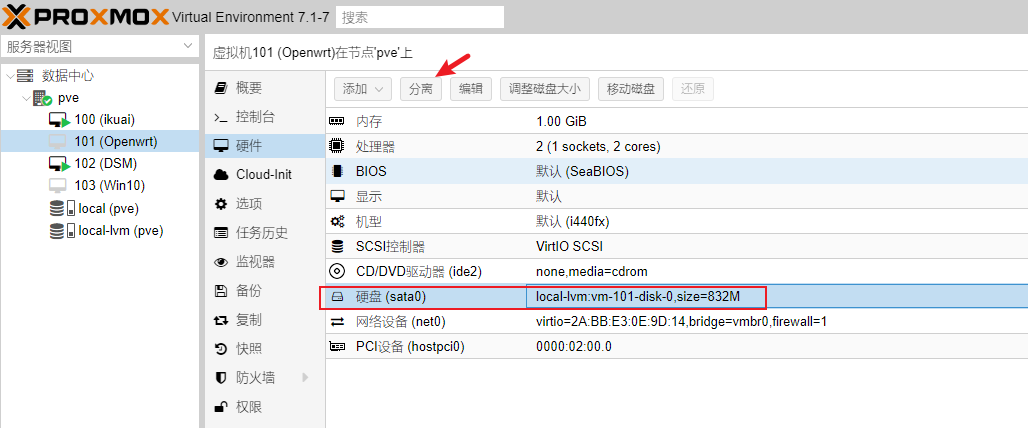 PROXMOX Virtual Environment 7.1-7 搜索
服务器视图
数据中心
pve
100 (ikuai)
101 (Openwrt)
102 (DSM)
103 (Win10)
local (pve)
local-lvm (pve)
虚拟机101 (Openwrt)在节点'pve'上
概要
控制台
硬件
Cloud-Init
选项
任务历史
监视器
备份
复制
快照
防火墙
权限
添加 分离 编辑 调整磁盘大小 移动磁盘 还原
内存 1.00 GiB
处理器 2 (1 sockets, 2 cores)
BIOS 默认 (SeaBIOS)
显示 默认
机型 默认 (i440fx)
SCSI控制器 VirtIO SCSI
CD/DVD驱动器 (ide2) none,media=cdrom
硬盘 (sata0) local-lvm:vm-101-disk-0,size=832M
网络设备 (net0) virtio=2A:BB:E3:0E:9D:14,bridge=vmbr0,firewall=1
PCI设备 (hostpci0) 0000:02:00.0